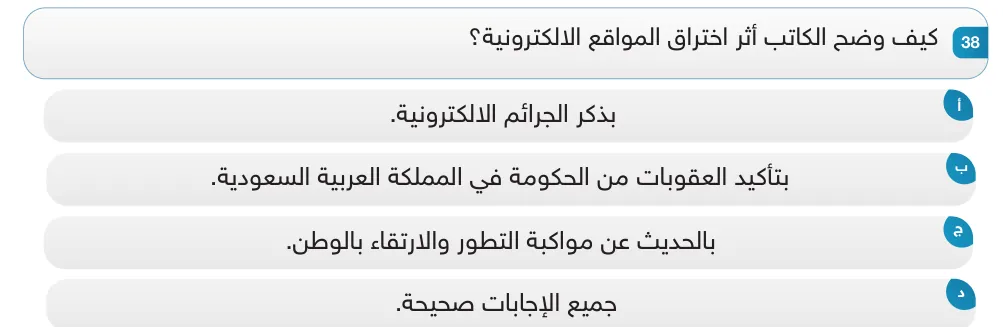 38 كيف وضح الكاتب أثر اختراق المواقع الالكترونية؟
أ بذكر الجرائم الالكترونية.
ب بتأكيد العقوبات من الحكومة في المملكة العربية السعودية.
ج بالحديث عن مواكبة التطور والارتقاء بالوطن.
د جميع الإجابات صحيحة.